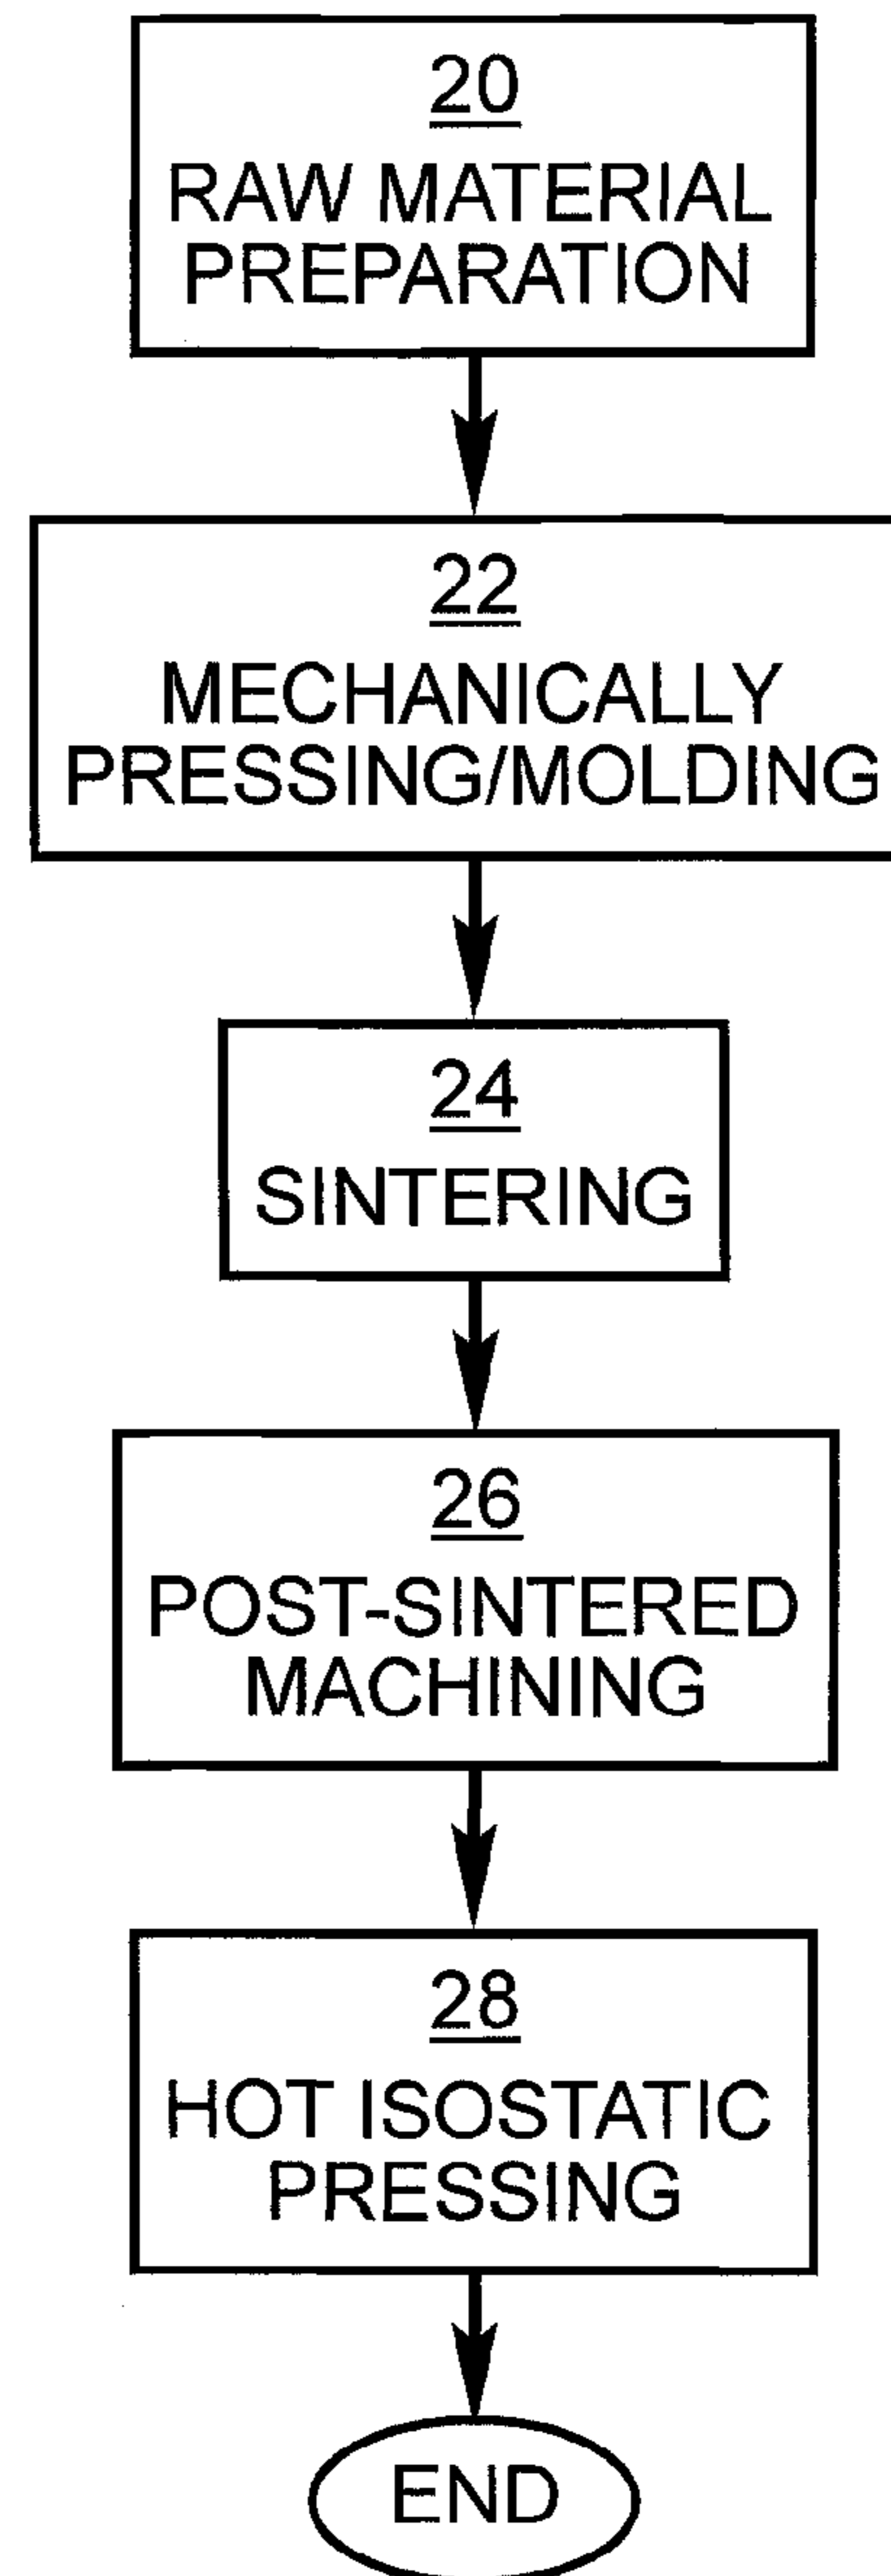 20
RAW MATERIAL
PREPARATION
22
MECHANICALLY
PRESSING/MOLDING
24
SINTERING
26
POST-SINTERED
MACHINING
28
HOT ISOSTATIC
PRESSING
END